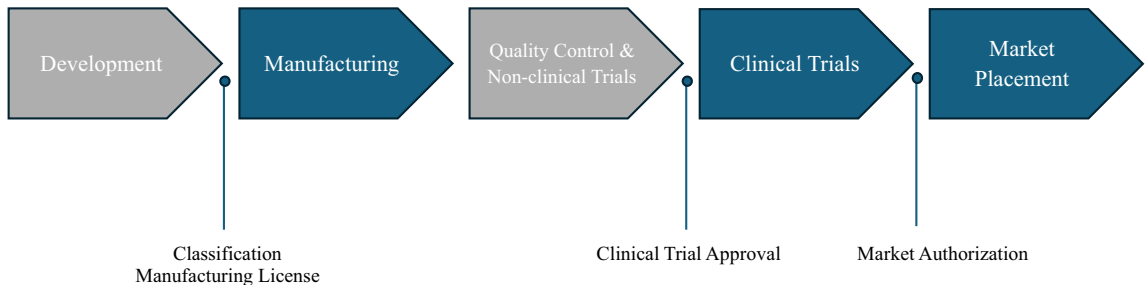 Development
Manufacturing
Quality Control &
Non-clinical Trials
Clinical Trials
Market
Placement
Classification
Manufacturing License
Clinical Trial Approval
Market Authorization